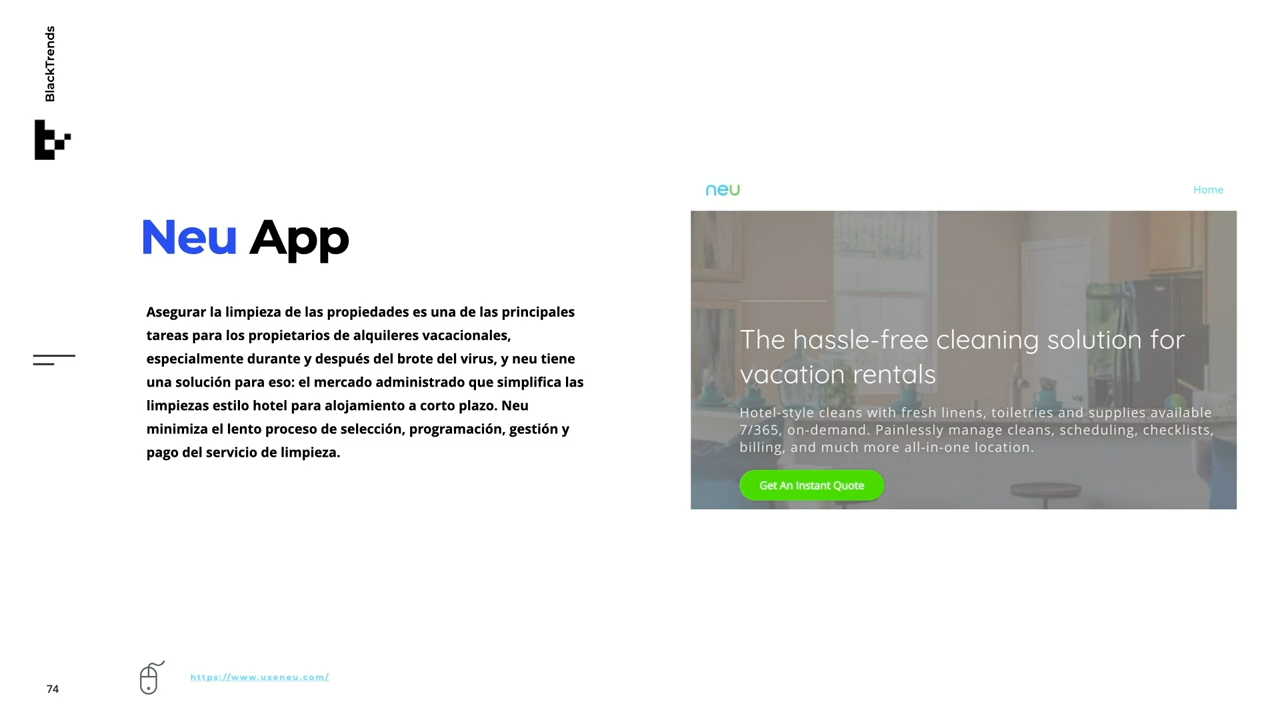 BlackTrends
Neu App
Asegurar la limpieza de las propiedades es una de las principales
tareas para los propietarios de alquileres vacacionales,
especialmente durante y después del brote del virus, y neu tiene
una solución para eso: el mercado administrado que simplifica las
limpiezas estilo hotel para alojamiento a corto plazo. Neu
minimiza el lento proceso de selección, programación, gestión y
pago del servicio de limpieza.
neu
Home
The hassle-free cleaning solution for
vacation rentals
Hotel-style cleans with fresh linens, toiletries and supplies available
7/365, on-demand. Painlessly manage cleans, scheduling, checklists,
billing, and much more all-in-one location.
Get An Instant Quote
https://www.useneu.com/
74